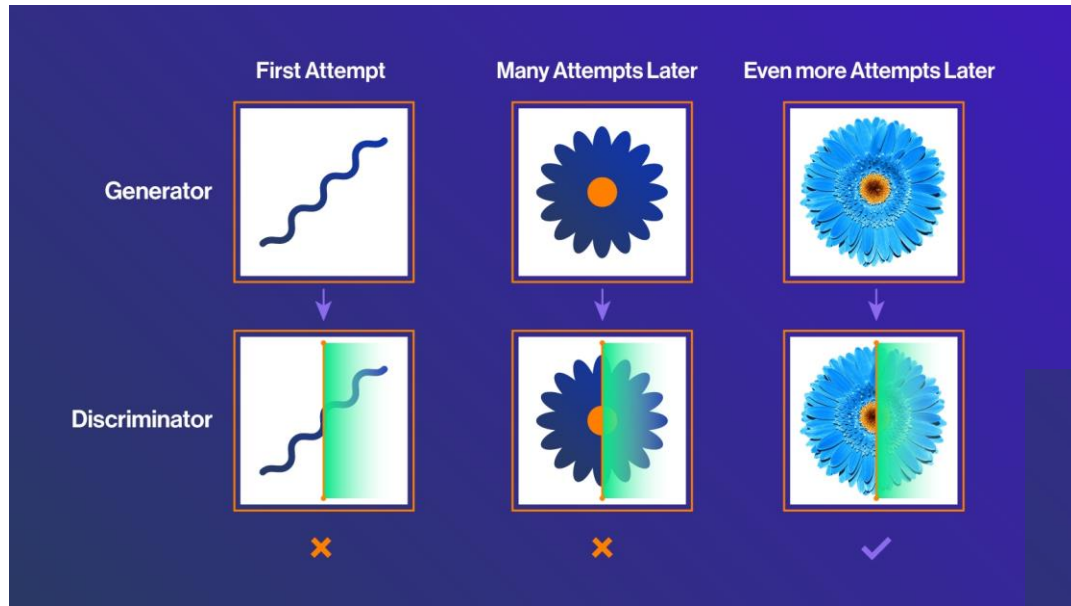 First Attempt
Many Attempts Later
Even more Attempts Later
Generator
Discriminator